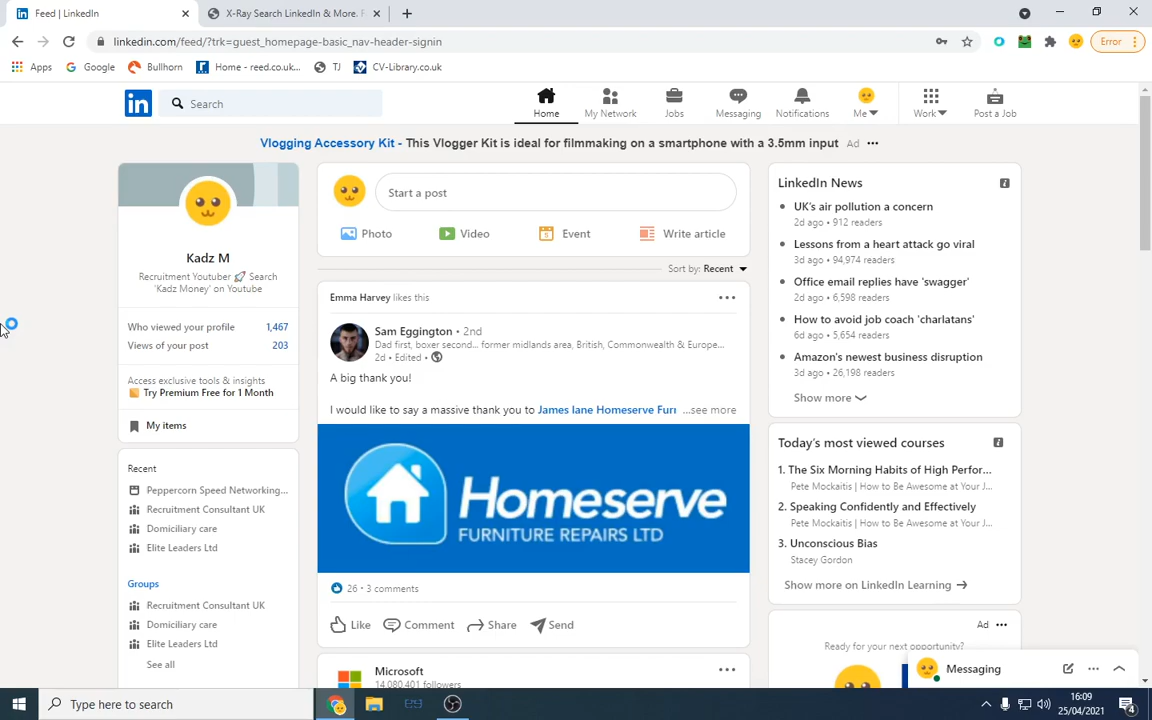 Feed | LinkedIn
X-Ray Search LinkedIn & More. F
linkedin.com/feed/?trk=guest_homepage-basic_nav-header-signin
Error
Apps
Google
Bullhorn
Home - reed.co.uk...
TJ
CV-Library.co.uk
in
Search
Home
My Network
Jobs
Messaging
Notifications
Me
Work
Post a Job
Vlogging Accessory Kit - This Vlogger Kit is ideal for filmmaking on a smartphone with a 3.5mm input Ad
Kadz M
Recruitment Youtuber 🚀 Search
'Kadz Money' on Youtube
Who viewed your profile 1,467
Views of your post 203
Access exclusive tools & insights
Try Premium Free for 1 Month
My items
Recent
Peppercorn Speed Networking...
Recruitment Consultant UK
Domiciliary care
Elite Leaders Ltd
Groups
Recruitment Consultant UK
Domiciliary care
Elite Leaders Ltd
See all
Start a post
Photo
Video
Event
Write article
Sort by: Recent
Emma Harvey likes this
Sam Eggington • 2nd
Dad first, boxer second... former midlands area, British, Commonwealth & Europe...
2d • Edited •
A big thank you!
I would like to say a massive thank you to James lane Homeserve Furr ...see more
Homeserve
FURNITURE REPAIRS LTD
26 • 3 comments
Like
Comment
Share
Send
Microsoft
14,080,401 followers
LinkedIn News
UK's air pollution a concern
2d ago • 912 readers
Lessons from a heart attack go viral
3d ago • 94,974 readers
Office email replies have 'swagger'
2d ago • 6,598 readers
How to avoid job coach 'charlatans'
6d ago • 5,654 readers
Amazon's newest business disruption
3d ago • 26,198 readers
Show more
Today's most viewed courses
1. The Six Morning Habits of High Perfor...
Pete Mockaitis | How to Be Awesome at Your J...
2. Speaking Confidently and Effectively
Pete Mockaitis | How to Be Awesome at Your J...
3. Unconscious Bias
Stacey Gordon
Show more on LinkedIn Learning →
Ad
Ready for your next opportunity?
Messaging
Type here to search
16:09
25/04/2021
4